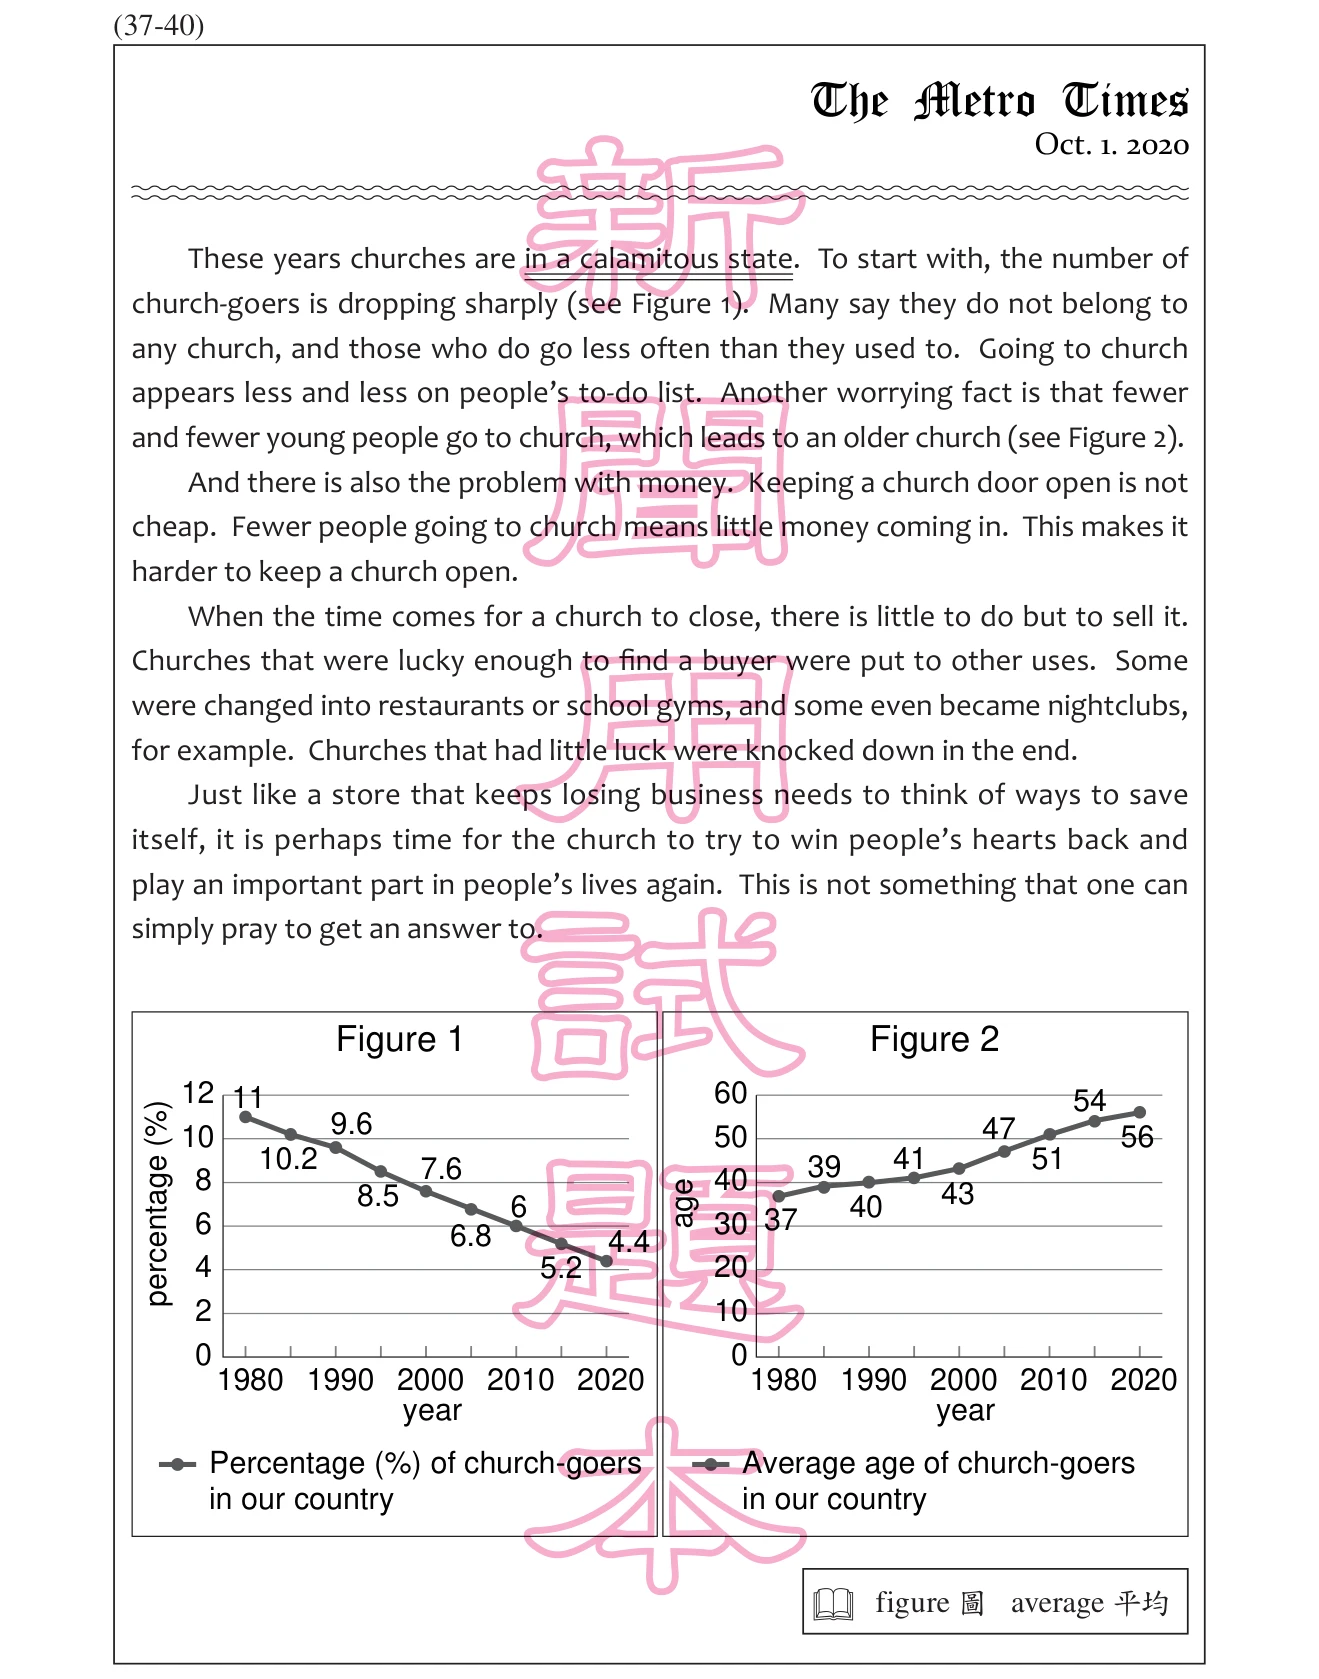 (37-40)
The Metro Times
Oct. 1. 2020
These years churches are in a calamitous state. To start with, the number of
church-goers is dropping sharply (see Figure 1). Many say they do not belong to
any church, and those who do go less often than they used to. Going to church
appears less and less on people’s to-do list. Another worrying fact is that fewer
and fewer young people go to church, which leads to an older church (see Figure 2).
And there is also the problem with money. Keeping a church door open is not
cheap. Fewer people going to church means little money coming in. This makes it
harder to keep a church open.
When the time comes for a church to close, there is little to do but to sell it.
Churches that were lucky enough to find a buyer were put to other uses. Some
were changed into restaurants or school gyms, and some even became nightclubs,
for example. Churches that had little luck were knocked down in the end.
Just like a store that keeps losing business needs to think of ways to save
itself, it is perhaps time for the church to try to win people’s hearts back and
play an important part in people’s lives again. This is not something that one can
simply pray to get an answer to.
Figure 1
percentage (%)
12
10
8
6
4
2
0
11
10.2
9.6
8.5
7.6
6.8
6
5.2
4.4
1980 1990 2000 2010 2020
year
Percentage (%) of church-goers
in our country
Figure 2
age
60
50
40
30
20
10
0
37
39
40
41
43
47
51
54
56
1980 1990 2000 2010 2020
year
Average age of church-goers
in our country
figure 圖 average 平均
新聞用試題本